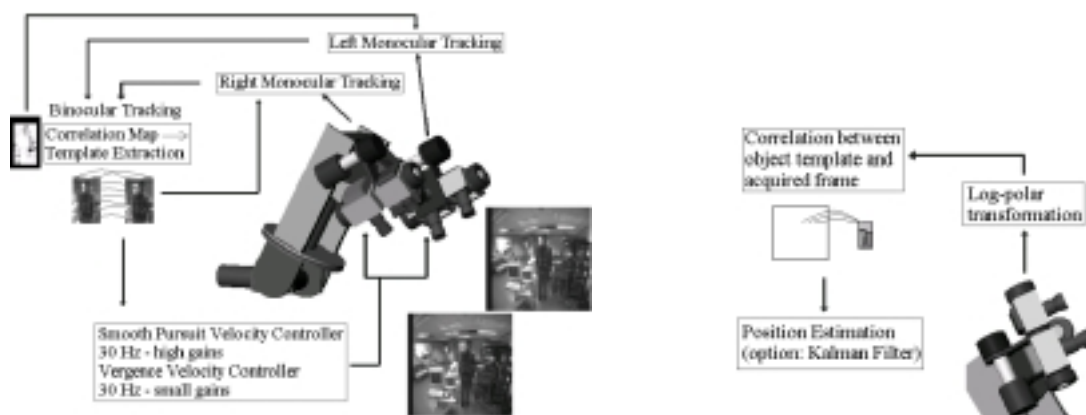 Left Monocular Tracking
Right Monocular Tracking
Binocular Tracking
Correlation Map
Template Extraction
Smooth Pursuit Velocity Controller
30 Hz - high gains
Vergence Velocity Controller
30 Hz - small gains
Correlation between
object template and
acquired frame
Log-polar
transformation
Position Estimation
(option: Kalman Filter)